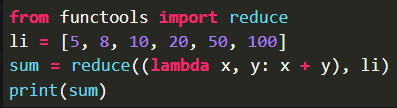 from functools import reduce
li = [5, 8, 10, 20, 50, 100]
sum = reduce((lambda x, y: x + y), li)
print(sum)